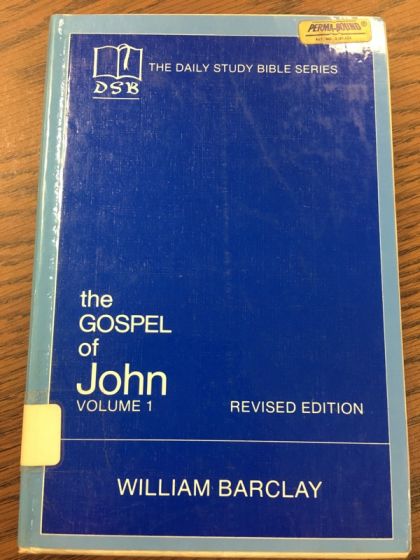 PERMA-BOUND
DSB
THE DAILY STUDY BIBLE SERIES
the
GOSPEL
of
John
VOLUME 1 REVISED EDITION
WILLIAM BARCLAY